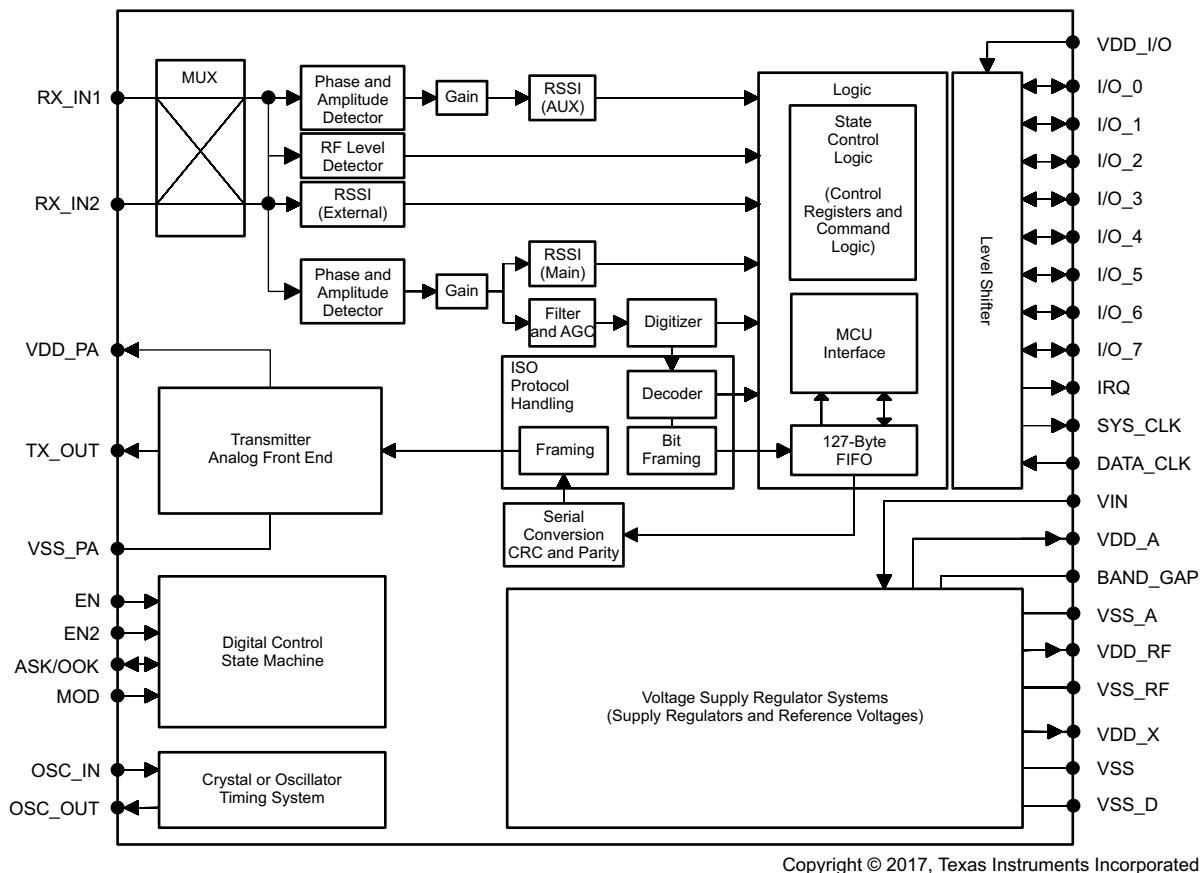 MUX
RX_IN1
RX_IN2
Phase and
Amplitude
Detector
Gain
RSSI
(AUX)
RF Level
Detector
RSSI
(External)
Phase and
Amplitude
Detector
Gain
RSSI
(Main)
Filter
and AGC
Digitizer
ISO
Protocol
Handling
Decoder
Bit
Framing
Framing
Serial
Conversion
CRC and Parity
Logic
State
Control
Logic
(Control
Registers and
Command
Logic)
MCU
Interface
127-Byte
FIFO
Level Shifter
VDD_I/O
I/O_0
I/O_1
I/O_2
I/O_3
I/O_4
I/O_5
I/O_6
I/O_7
IRQ
SYS_CLK
DATA_CLK
VIN
VDD_A
BAND_GAP
VSS_A
VDD_RF
VSS_RF
VDD_X
VSS
VSS_D
VDD_PA
TX_OUT
VSS_PA
Transmitter
Analog Front End
EN
EN2
ASK/OOK
MOD
Digital Control
State Machine
OSC_IN
OSC_OUT
Crystal or Oscillator
Timing System
Voltage Supply Regulator Systems
(Supply Regulators and Reference Voltages)
Copyright © 2017, Texas Instruments Incorporated